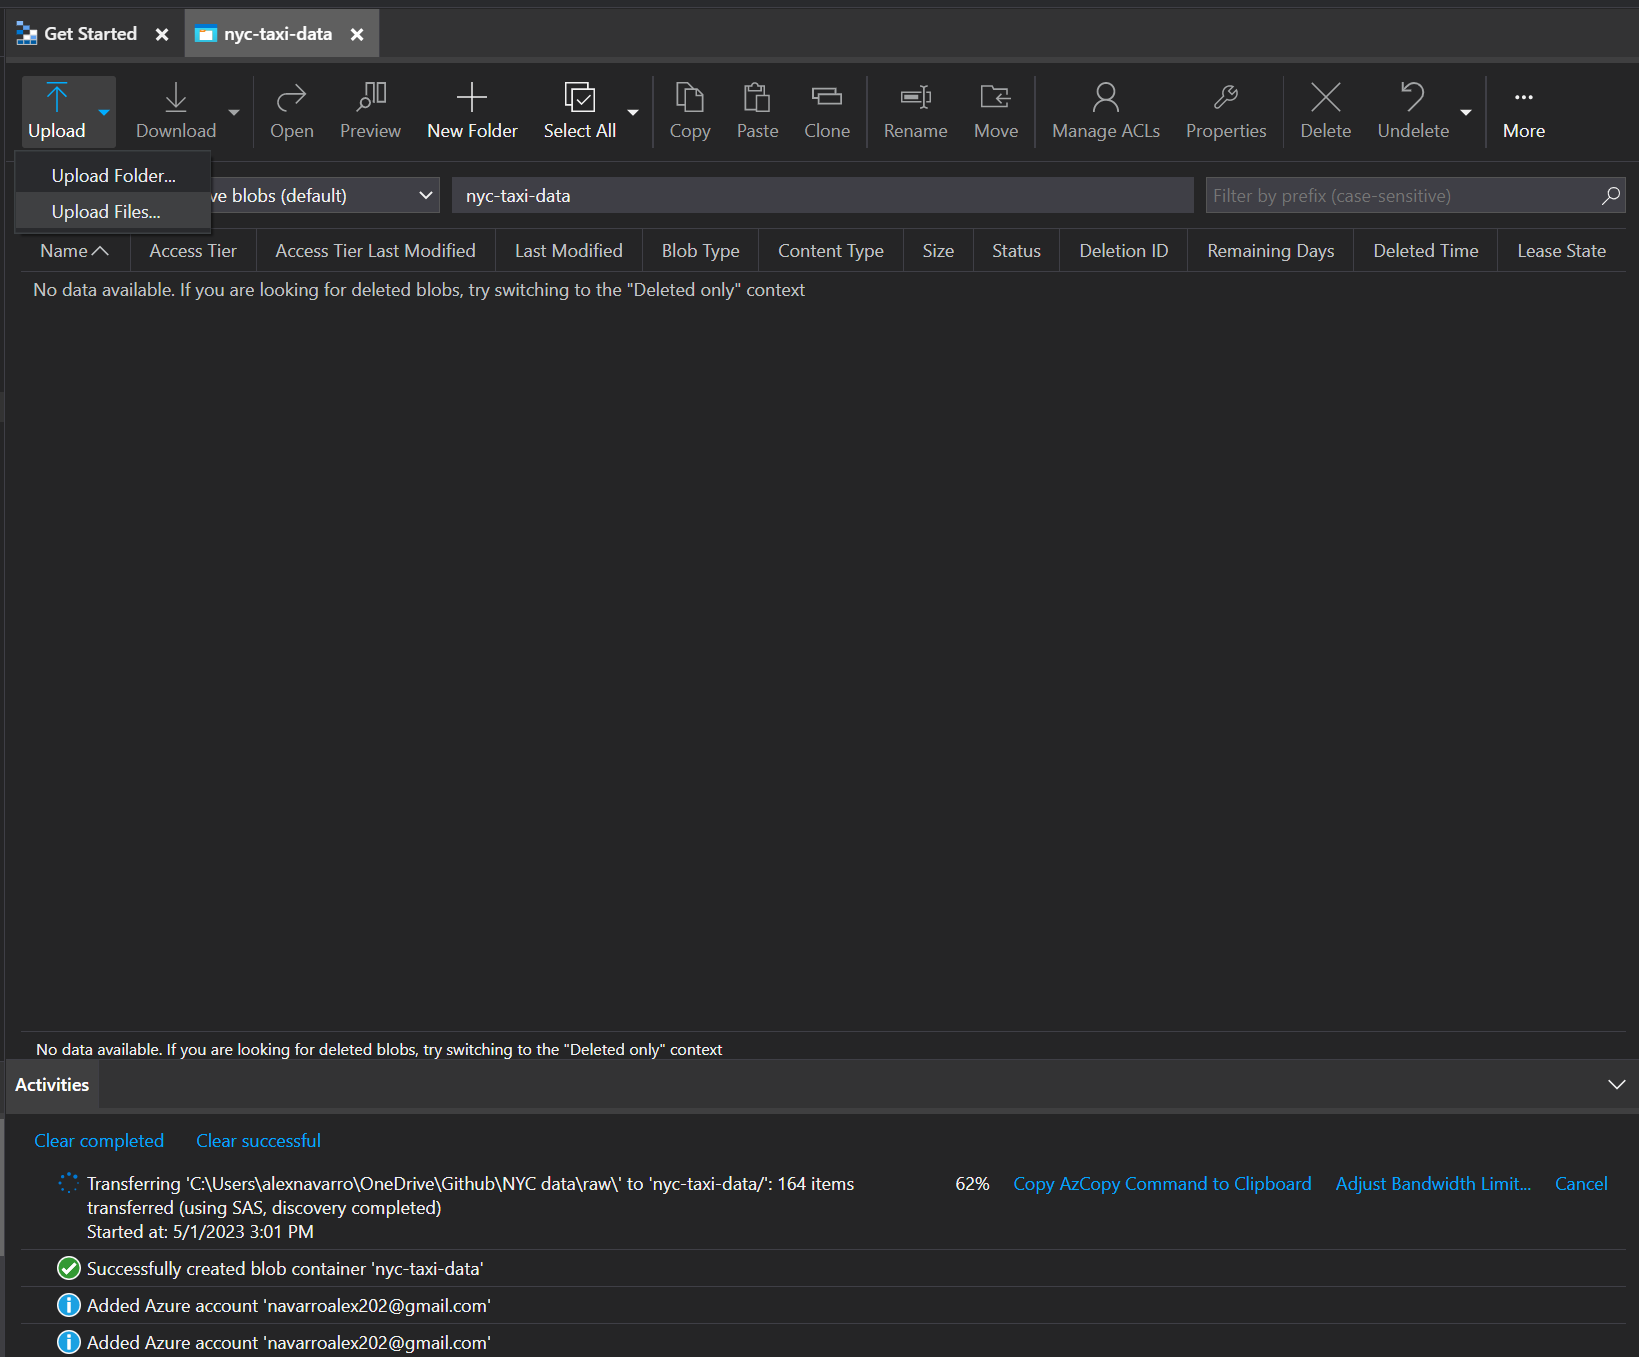 Get Started
nyc-taxi-data
Upload
Download
Open
Preview
New Folder
Select All
Copy
Paste
Clone
Rename
Move
Manage ACLs
Properties
Delete
Undelete
More
Upload Folder...
Upload Files...
ve blobs (default)
nyc-taxi-data
Filter by prefix (case-sensitive)
Name
Access Tier
Access Tier Last Modified
Last Modified
Blob Type
Content Type
Size
Status
Deletion ID
Remaining Days
Deleted Time
Lease State
No data available. If you are looking for deleted blobs, try switching to the "Deleted only" context
No data available. If you are looking for deleted blobs, try switching to the "Deleted only" context
Activities
Clear completed
Clear successful
Transferring 'C:\Users\alexnavarro\OneDrive\Github\NYC data\raw\' to 'nyc-taxi-data/': 164 items
transferred (using SAS, discovery completed)
Started at: 5/1/2023 3:01 PM
62%
Copy AzCopy Command to Clipboard
Adjust Bandwidth Limit...
Cancel
Successfully created blob container 'nyc-taxi-data'
Added Azure account 'navarroalex202@gmail.com'
Added Azure account 'navarroalex202@gmail.com'